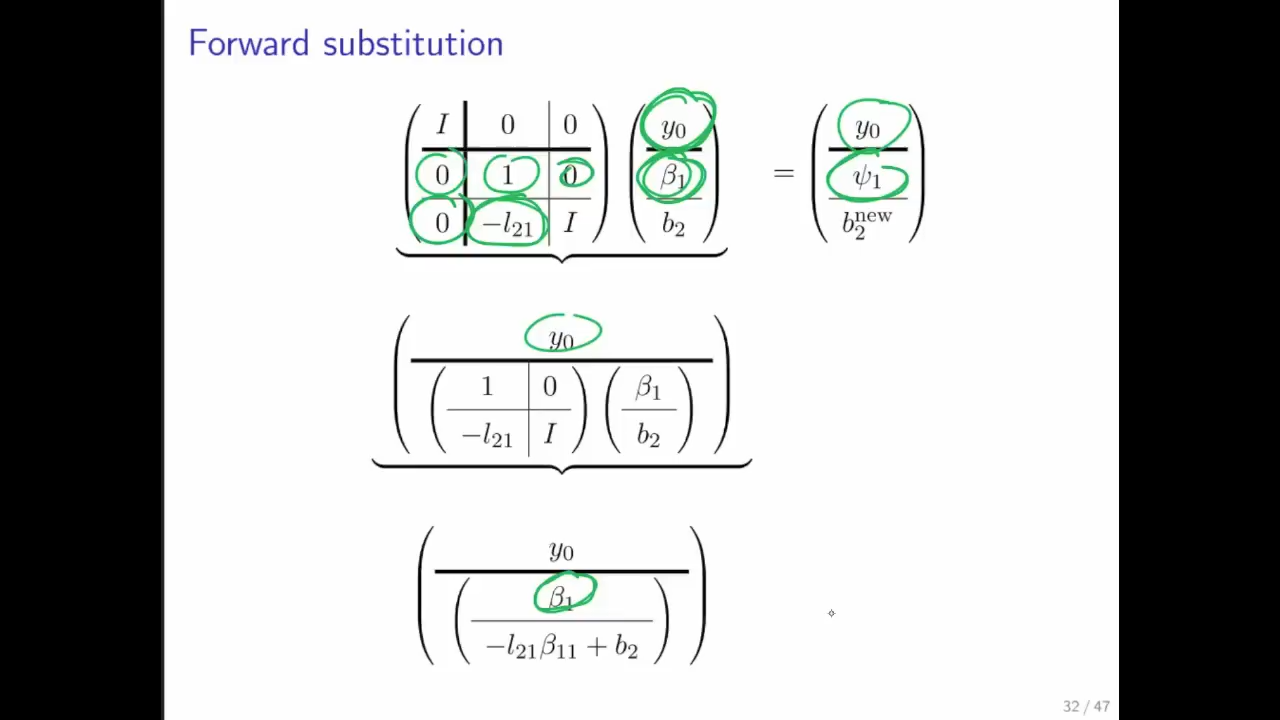 Forward substitution
I 0 0 y₀ y₀
0 1 0 β₁ = ψ₁
0 −l₂₁ I b₂ b₂ⁿᵉʷ
y₀
1 0 β₁
−l₂₁ I b₂
y₀
β₁
−l₂₁β₁₁ + b₂
32 / 47